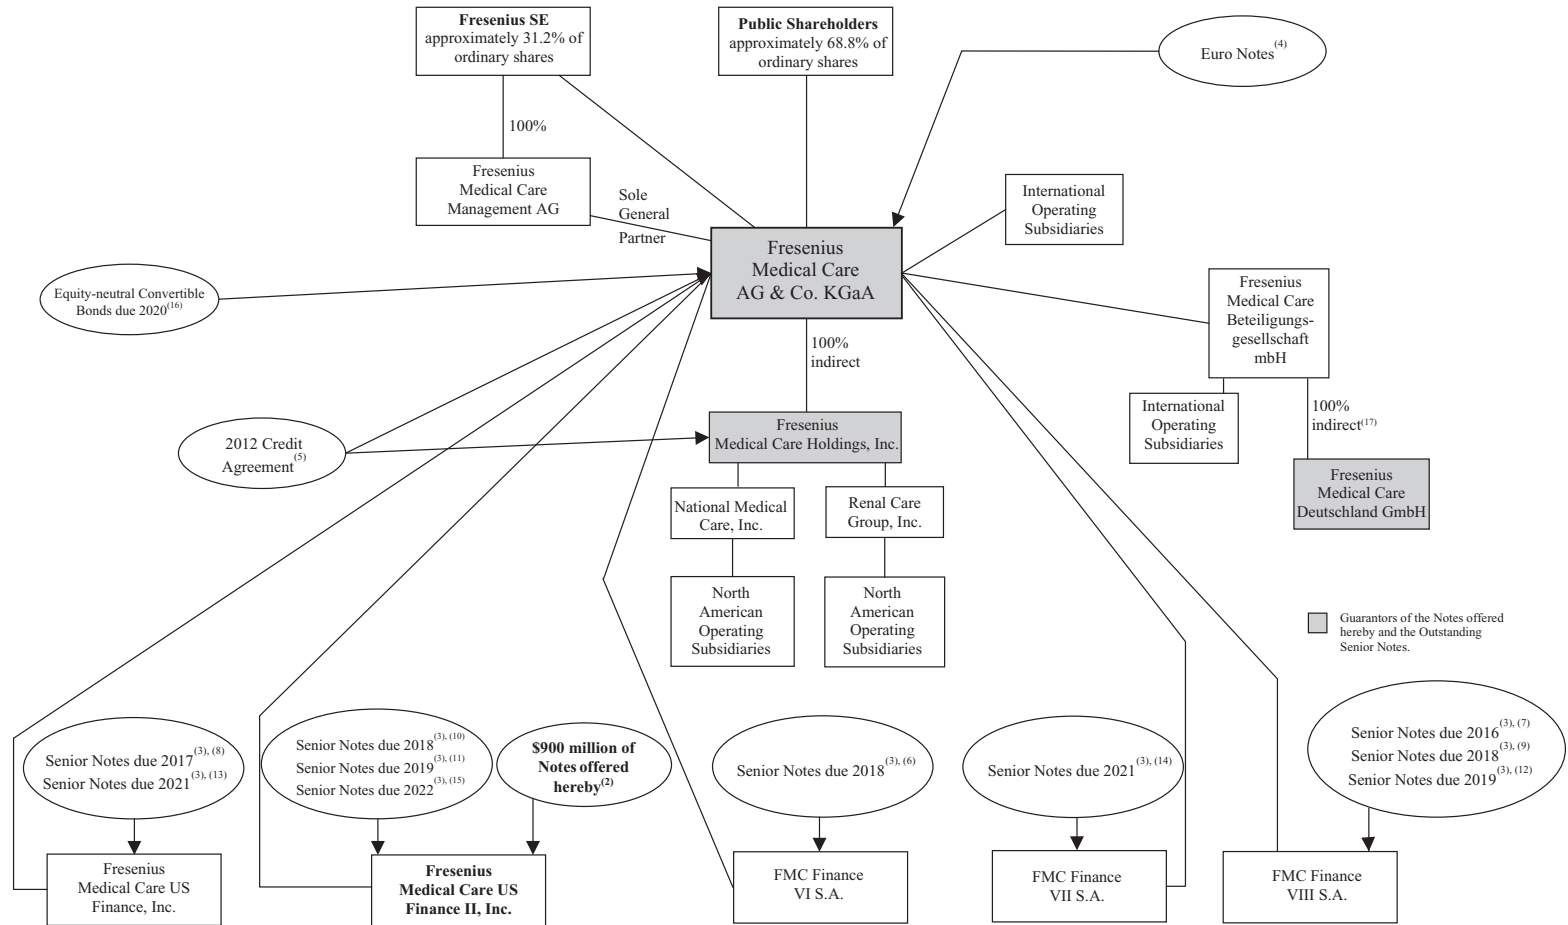 Fresenius SE
approximately 31.2% of
ordinary shares
Public Shareholders
approximately 68.8% of
ordinary shares
Euro Notes(4)
100%
Fresenius
Medical Care
Management AG
Sole
General
Partner
International
Operating
Subsidiaries
Fresenius
Medical Care
AG & Co. KGaA
Equity-neutral Convertible
Bonds due 2020(16)
Fresenius
Medical Care
Beteiligungs-
gesellschaft
mbH
100%
indirect
International
Operating
Subsidiaries
100%
indirect(17)
2012 Credit
Agreement(5)
Fresenius
Medical Care Holdings, Inc.
Fresenius
Medical Care
Deutschland GmbH
National Medical
Care, Inc.
Renal Care
Group, Inc.
North
American
Operating
Subsidiaries
North
American
Operating
Subsidiaries
Guarantors of the Notes offered
hereby and the Outstanding
Senior Notes.
Senior Notes due 2017(3), (8)
Senior Notes due 2021(3), (13)
Senior Notes due 2018(3), (10)
Senior Notes due 2019(3), (11)
Senior Notes due 2022(3), (15)
$900 million of
Notes offered
hereby(2)
Senior Notes due 2018(3), (6)
Senior Notes due 2021(3), (14)
Senior Notes due 2016(3), (7)
Senior Notes due 2018(3), (9)
Senior Notes due 2019(3), (12)
Fresenius
Medical Care US
Finance, Inc.
Fresenius
Medical Care US
Finance II, Inc.
FMC Finance
VI S.A.
FMC Finance
VII S.A.
FMC Finance
VIII S.A.